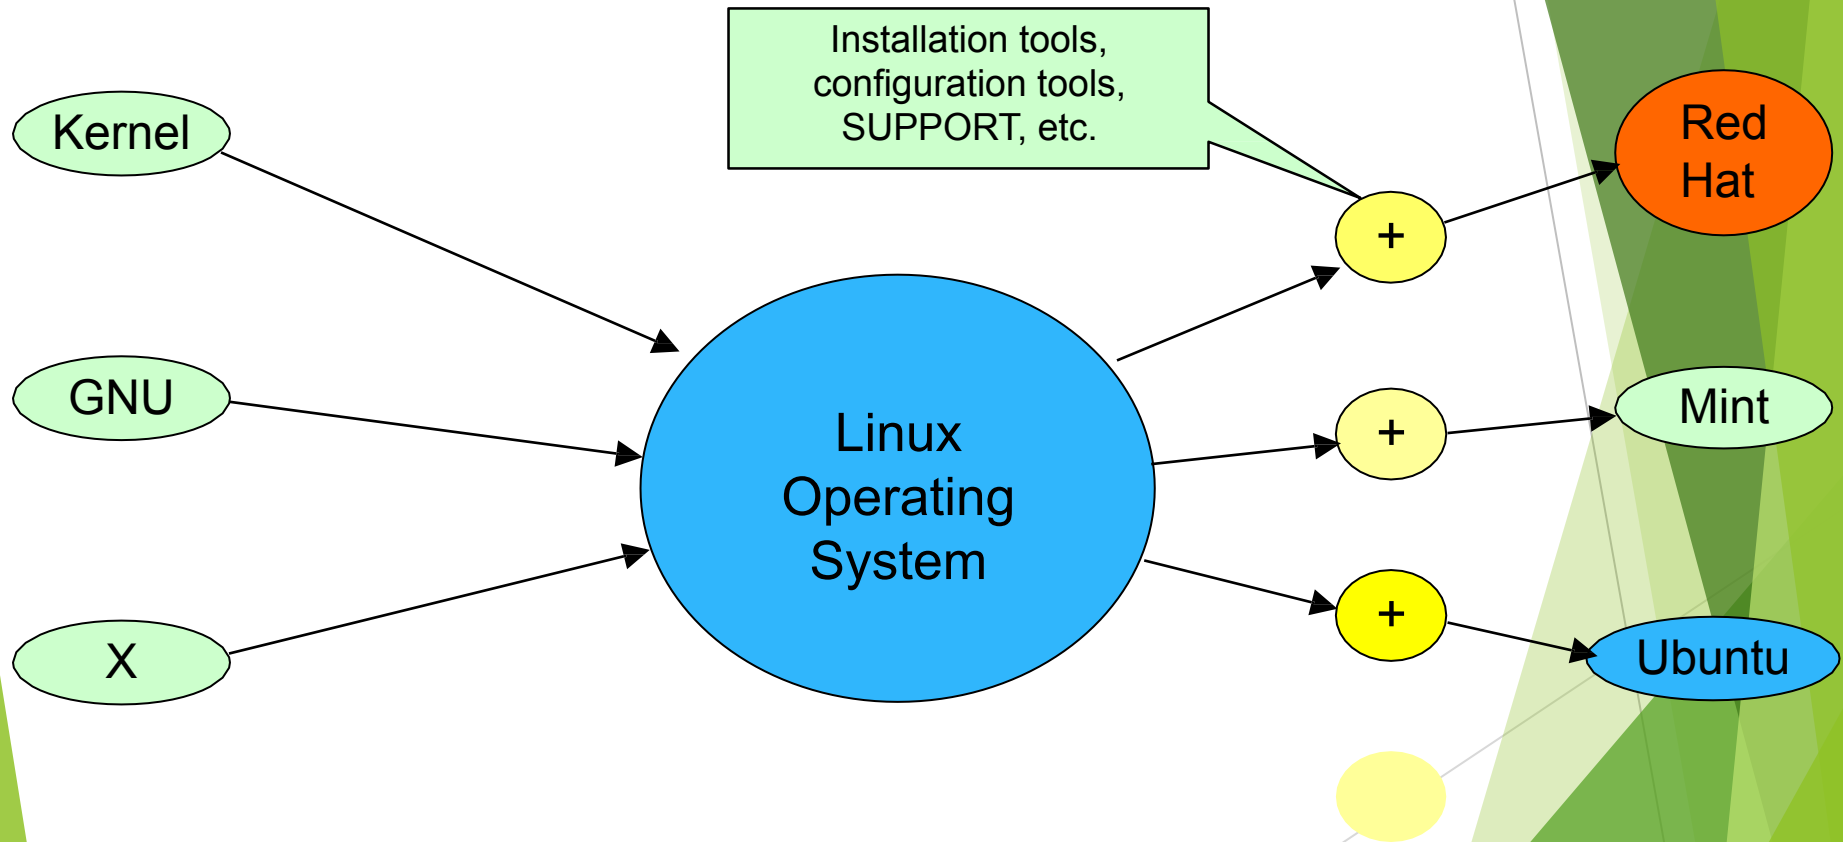 Installation tools,
configuration tools,
SUPPORT, etc.
Kernel
Red
Hat
+
GNU
Linux
Operating
System
+
Mint
X
+
Ubuntu